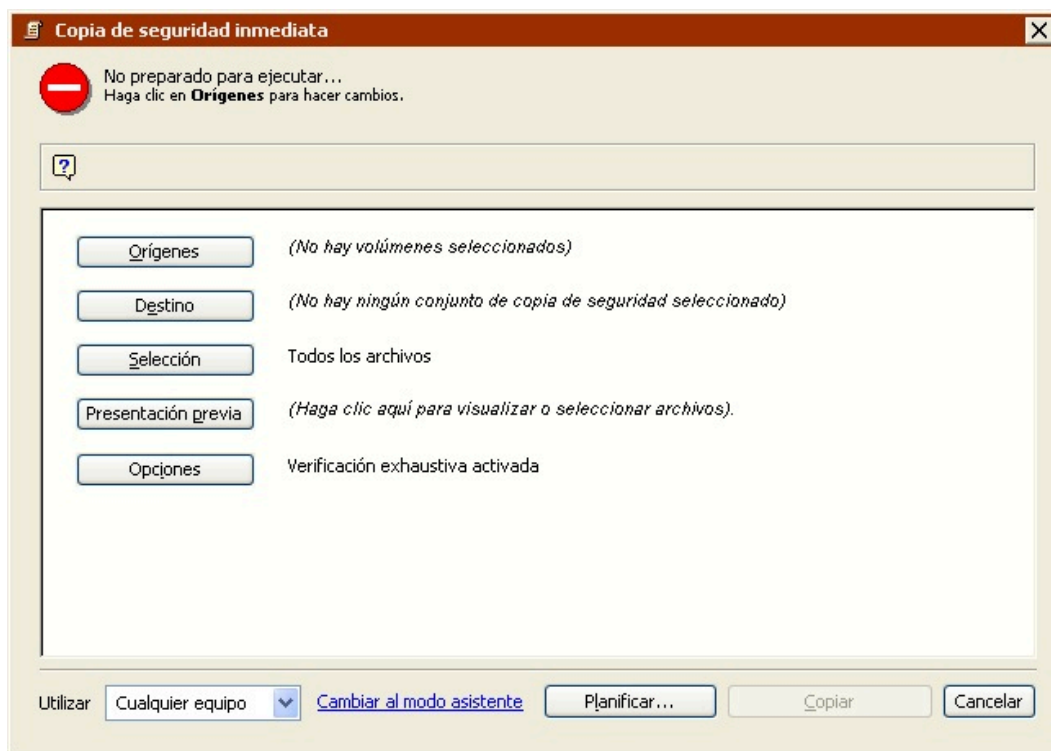 Copia de seguridad inmediata
No preparado para ejecutar...
Haga clic en Orígenes para hacer cambios.
Orígenes (No hay volúmenes seleccionados)
Destino (No hay ningún conjunto de copia de seguridad seleccionado)
Selección Todos los archivos
Presentación previa (Haga clic aquí para visualizar o seleccionar archivos).
Opciones Verificación exhaustiva activada
Utilizar Cualquier equipo Cambiar al modo asistente Planificar... Copiar Cancelar